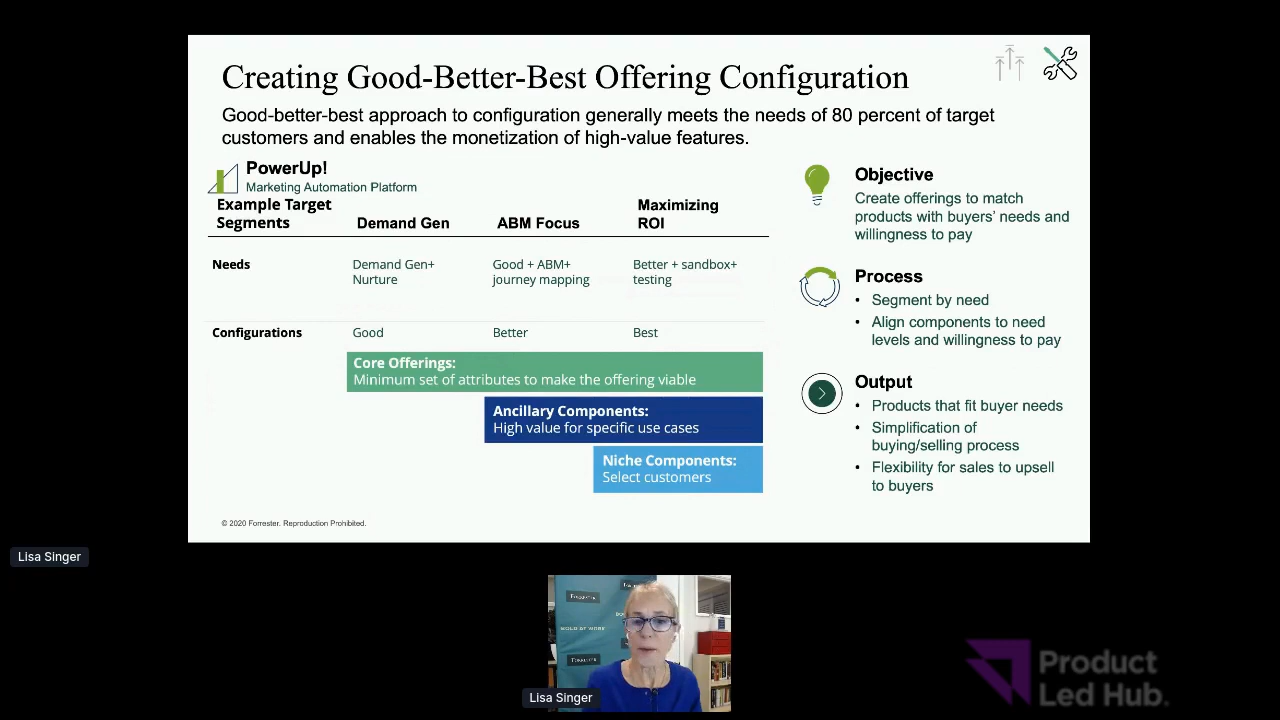 Creating Good-Better-Best Offering Configuration
Good-better-best approach to configuration generally meets the needs of 80 percent of target
customers and enables the monetization of high-value features.
PowerUp!
Marketing Automation Platform
Example Target
Segments
Demand Gen
ABM Focus
Maximizing
ROI
Needs
Demand Gen+
Nurture
Good + ABM+
journey mapping
Better + sandbox+
testing
Configurations
Good
Better
Best
Core Offerings:
Minimum set of attributes to make the offering viable
Ancillary Components:
High value for specific use cases
Niche Components:
Select customers
Objective
Create offerings to match
products with buyers' needs and
willingness to pay
Process
• Segment by need
• Align components to need
levels and willingness to pay
Output
• Products that fit buyer needs
• Simplification of
buying/selling process
• Flexibility for sales to upsell
to buyers
© 2020 Forrester. Reproduction Prohibited.
Lisa Singer
FORRESTER
BOLD AT WORK
FORRESTER
Lisa Singer
Product
Led Hub.